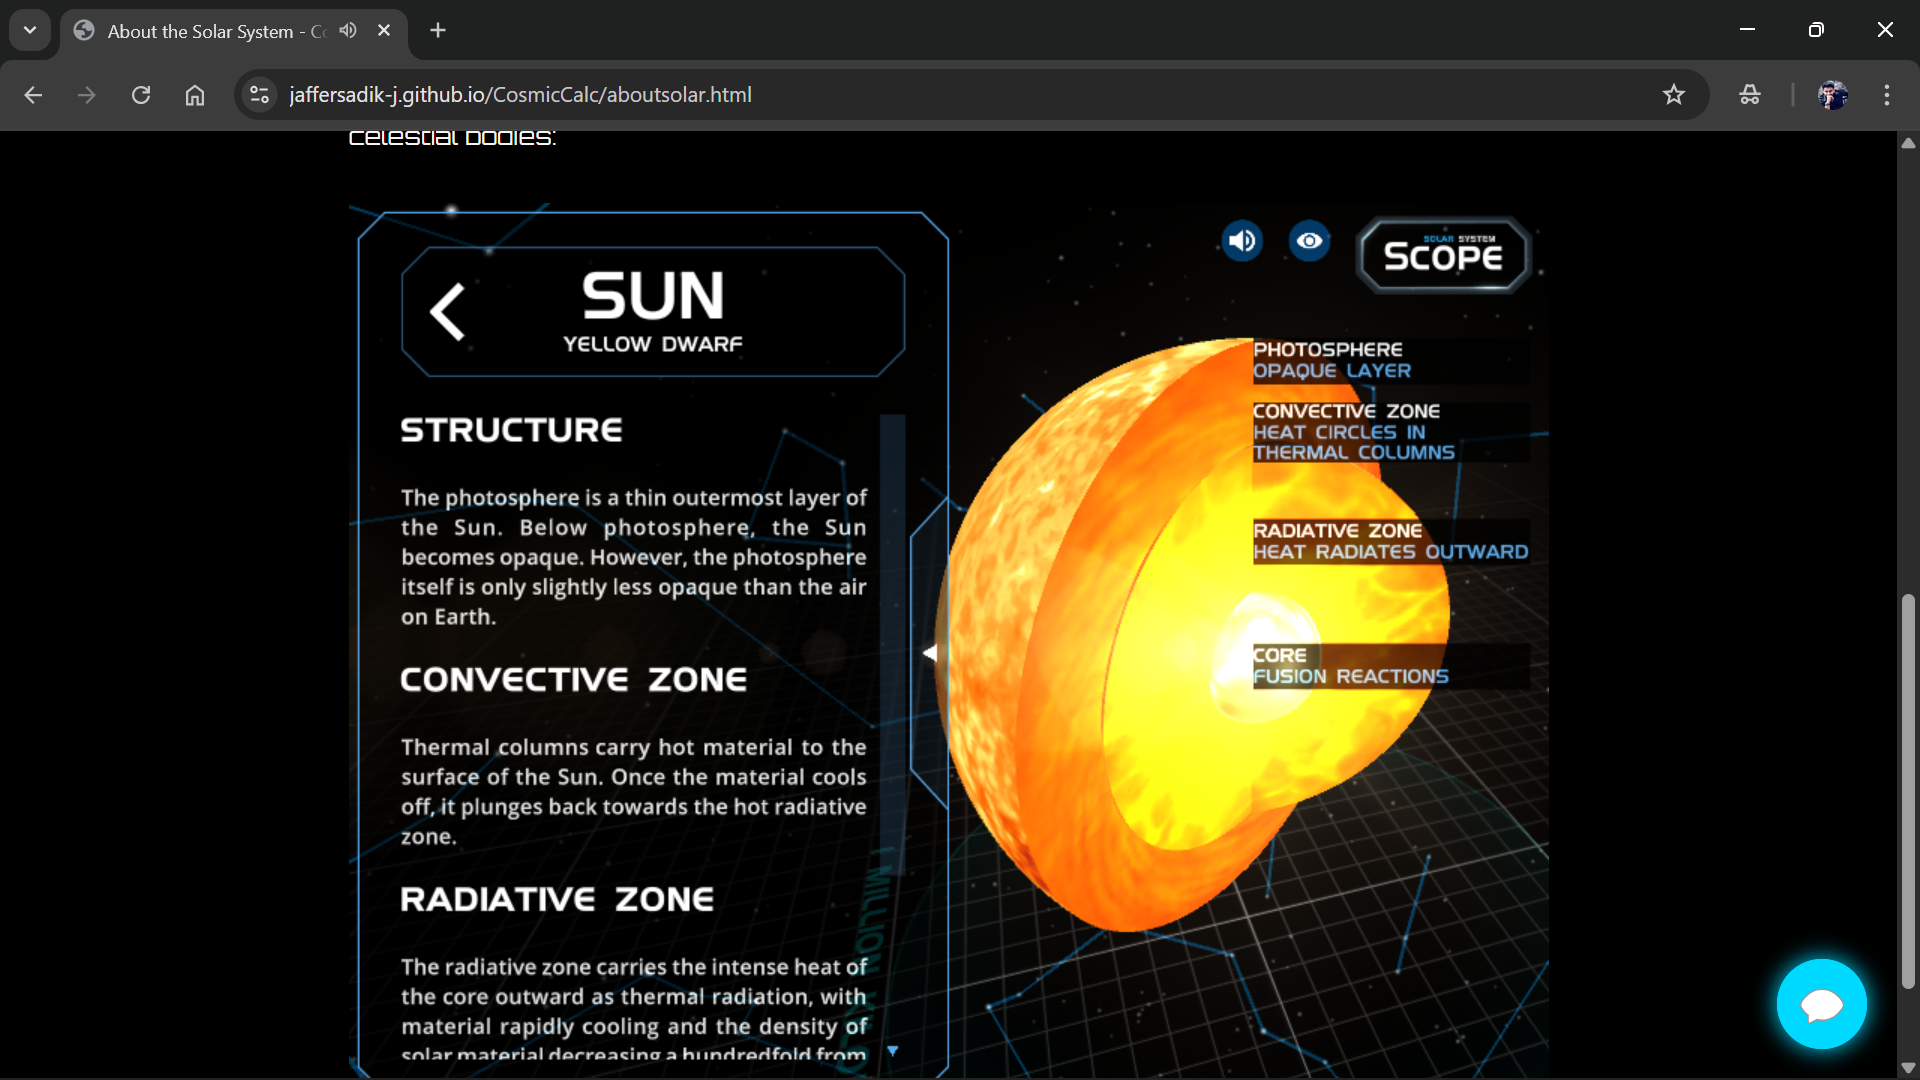 About the Solar System - Co
jaffersadik-j.github.io/CosmicCalc/aboutsolar.html
celestial bodies:
SUN
YELLOW DWARF
SOLAR SYSTEM
SCOPE
STRUCTURE
The photosphere is a thin outermost layer of
the Sun. Below photosphere, the Sun
becomes opaque. However, the photosphere
itself is only slightly less opaque than the air
on Earth.
CONVECTIVE ZONE
Thermal columns carry hot material to the
surface of the Sun. Once the material cools
off, it plunges back towards the hot radiative
zone.
RADIATIVE ZONE
The radiative zone carries the intense heat of
the core outward as thermal radiation, with
material rapidly cooling and the density of
solar material decreasing a hundredfold from
PHOTOSPHERE
OPAQUE LAYER
CONVECTIVE ZONE
HEAT CIRCLES IN
THERMAL COLUMNS
RADIATIVE ZONE
HEAT RADIATES OUTWARD
CORE
FUSION REACTIONS
1 MILLION